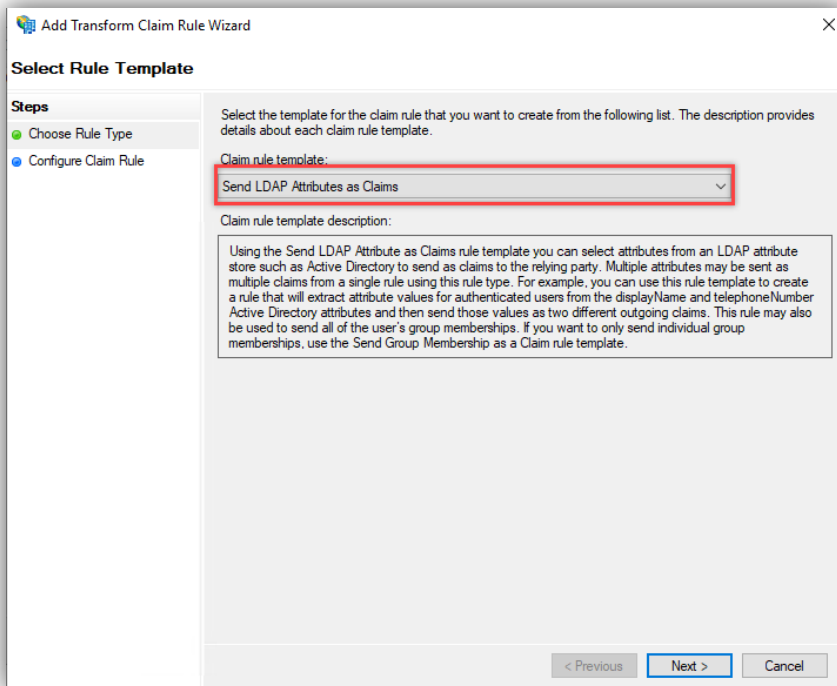 Add Transform Claim Rule Wizard
Select Rule Template
Steps
Choose Rule Type
Configure Claim Rule
Select the template for the claim rule that you want to create from the following list. The description provides
details about each claim rule template.
Claim rule template:
Send LDAP Attributes as Claims
Claim rule template description:
Using the Send LDAP Attribute as Claims rule template you can select attributes from an LDAP attribute
store such as Active Directory to send as claims to the relying party. Multiple attributes may be sent as
multiple claims from a single rule using this rule type. For example, you can use this rule template to create
a rule that will extract attribute values for authenticated users from the displayName and telephoneNumber
Active Directory attributes and then send those values as two different outgoing claims. This rule may also
be used to send all of the user's group memberships. If you want to only send individual group
memberships, use the Send Group Membership as a Claim rule template.
< Previous
Next >
Cancel